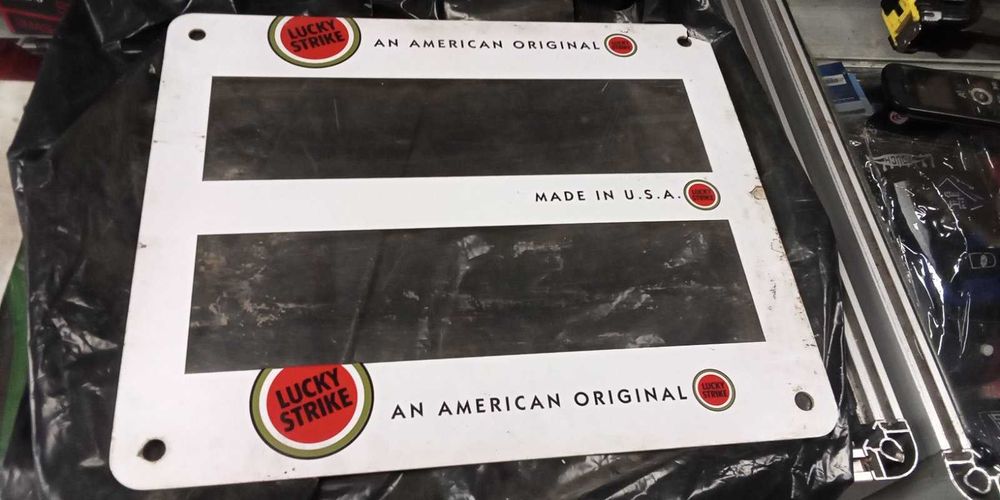 LUCKY
STRIKE
AN AMERICAN ORIGINAL
LUCKY
STRIKE
MADE IN U.S.A.
LUCKY
STRIKE
LUCKY
STRIKE
AN AMERICAN ORIGINAL
LUCKY
STRIKE